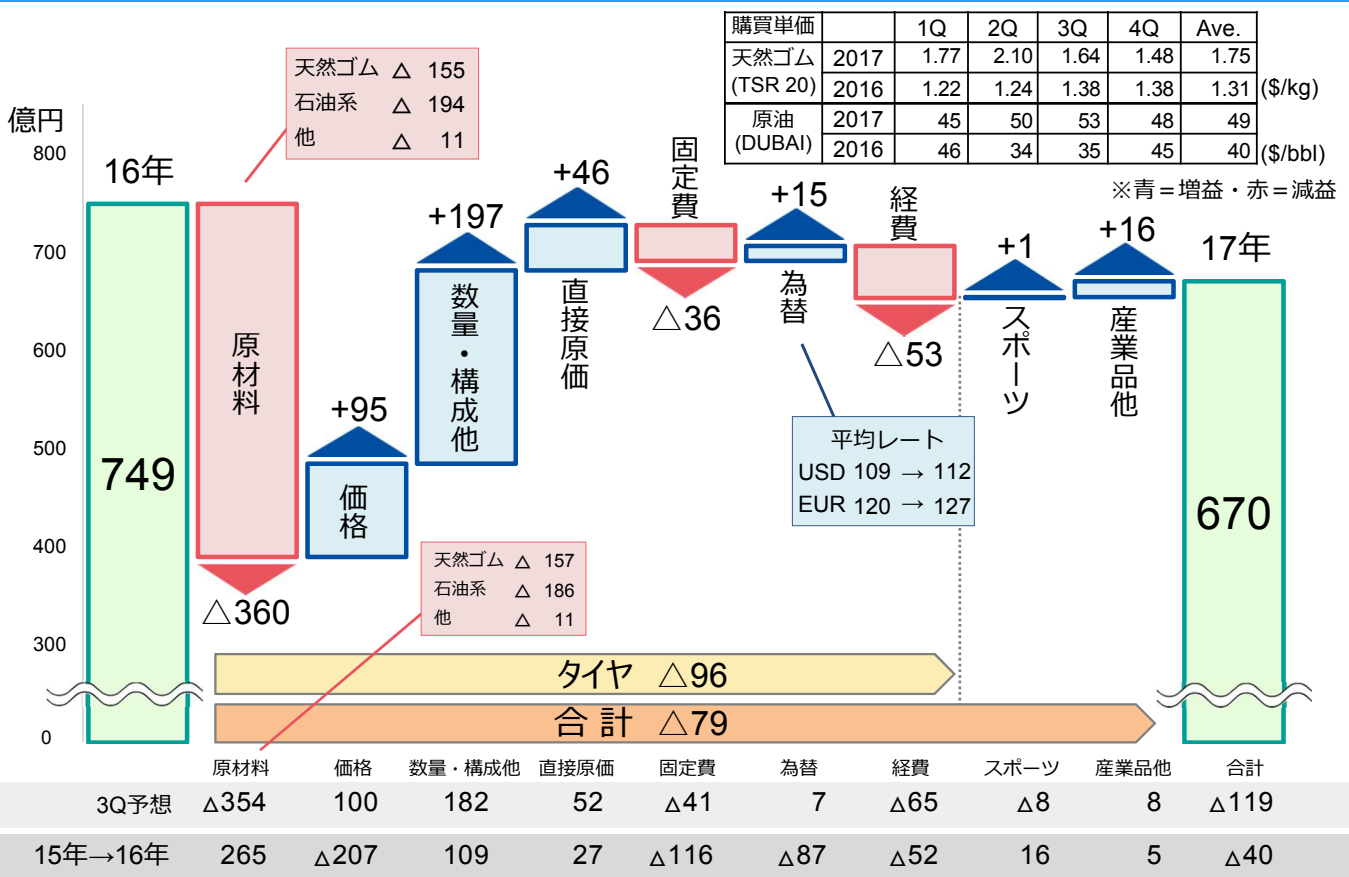 購買単価 1Q 2Q 3Q 4Q Ave.
天然ゴム 2017 1.77 2.10 1.64 1.48 1.75
(TSR 20) 2016 1.22 1.24 1.38 1.38 1.31 ($/kg)
原油 2017 45 50 53 48 49
(DUBAI) 2016 46 34 35 45 40 ($/bbl)
※青＝増益・赤＝減益
天然ゴム △ 155
石油系 △ 194
他 △ 11
億円
800
700
600
500
400
300
0
16年
749
原材料
△360
+95
価格
+197
数量・構成他
+46
直接原価
固定費
△36
+15
為替
経費
△53
+1
スポーツ
+16
産業品他
17年
670
平均レート
USD 109 → 112
EUR 120 → 127
天然ゴム △ 157
石油系 △ 186
他 △ 11
タイヤ △96
合計 △79
原材料 価格 数量・構成他 直接原価 固定費 為替 経費 スポーツ 産業品他 合計
3Q予想 △354 100 182 52 △41 7 △65 △8 8 △119
15年→16年 265 △207 109 27 △116 △87 △52 16 5 △40